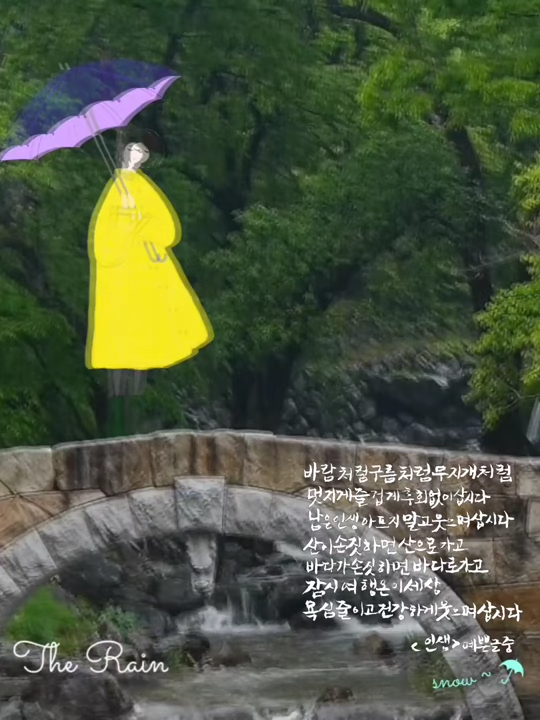 바람처럼구름처럼무지개처럼
멋지게즐겁게후회없이삽시다
남은인생아프지말고웃으며삽시다
산이손짓하면산으로가고
바다가손짓하면바다로가고
잠시여행온이세상
욕심줄이고건강하게웃으며삽시다
<인생>예쁜글중
The Rain
snow~